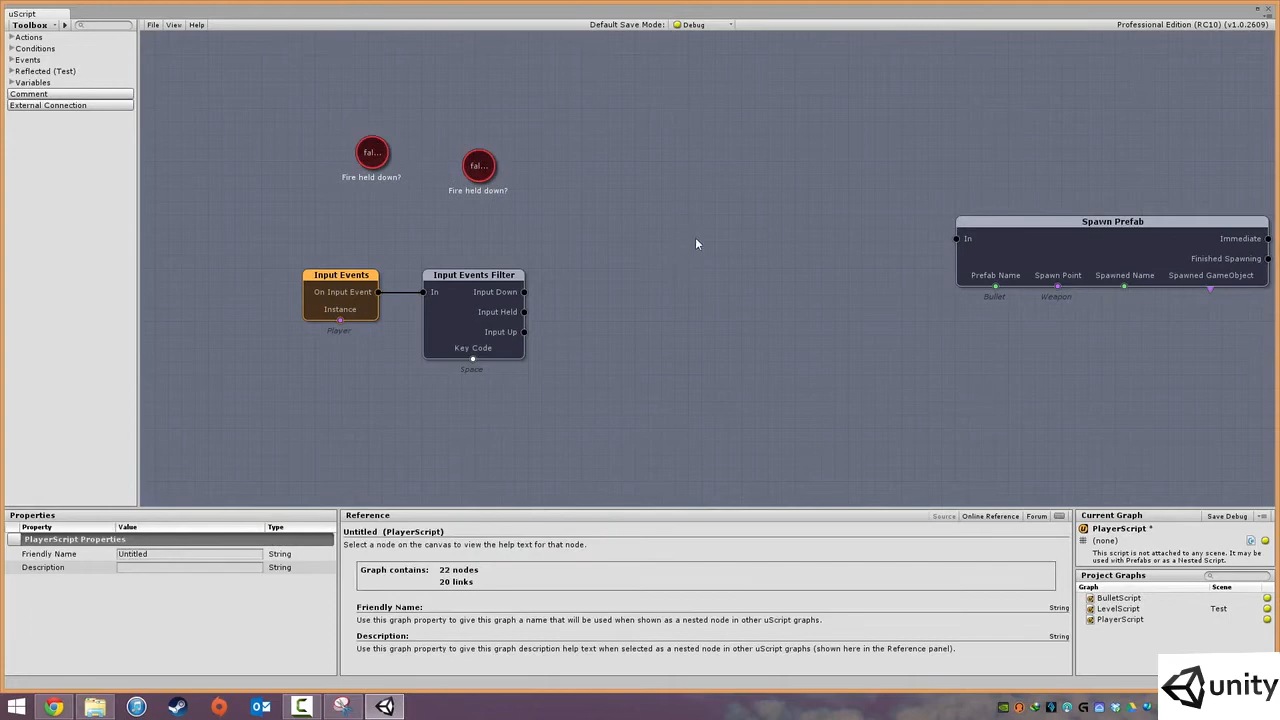 uScript
Toolbox
File View Help
Default Save Mode: Debug
Professional Edition (RC10) (v1.0.2609)
Actions
Conditions
Events
Reflected (Test)
Variables
Comment
External Connection
fal...
Fire held down?
fal...
Fire held down?
Input Events
On Input Event
Instance
Player
Input Events Filter
In Input Down
Input Held
Input Up
Key Code
Space
Spawn Prefab
In Immediate
Finished Spawning
Prefab Name Spawn Point Spawned Name Spawned GameObject
Bullet Weapon
Properties
Property Value Type
PlayerScript Properties
Friendly Name Untitled String
Description String
Reference Source Online Reference Forum
Untitled (PlayerScript)
Select a node on the canvas to view the help text for that node.
Graph contains: 22 nodes
20 links
Friendly Name: String
Use this graph property to give this graph a name that will be used when shown as a nested node in other uScript graphs.
Description: String
Use this graph property to give this graph description help text when selected as a nested node in other uScript graphs (shown here in the Reference panel).
Current Graph Save Debug
PlayerScript *
(none)
This script is not attached to any scene. It may be
used with Prefabs or as a Nested Script.
Project Graphs
Graph Scene
BulletScript
LevelScript Test
PlayerScript
unity